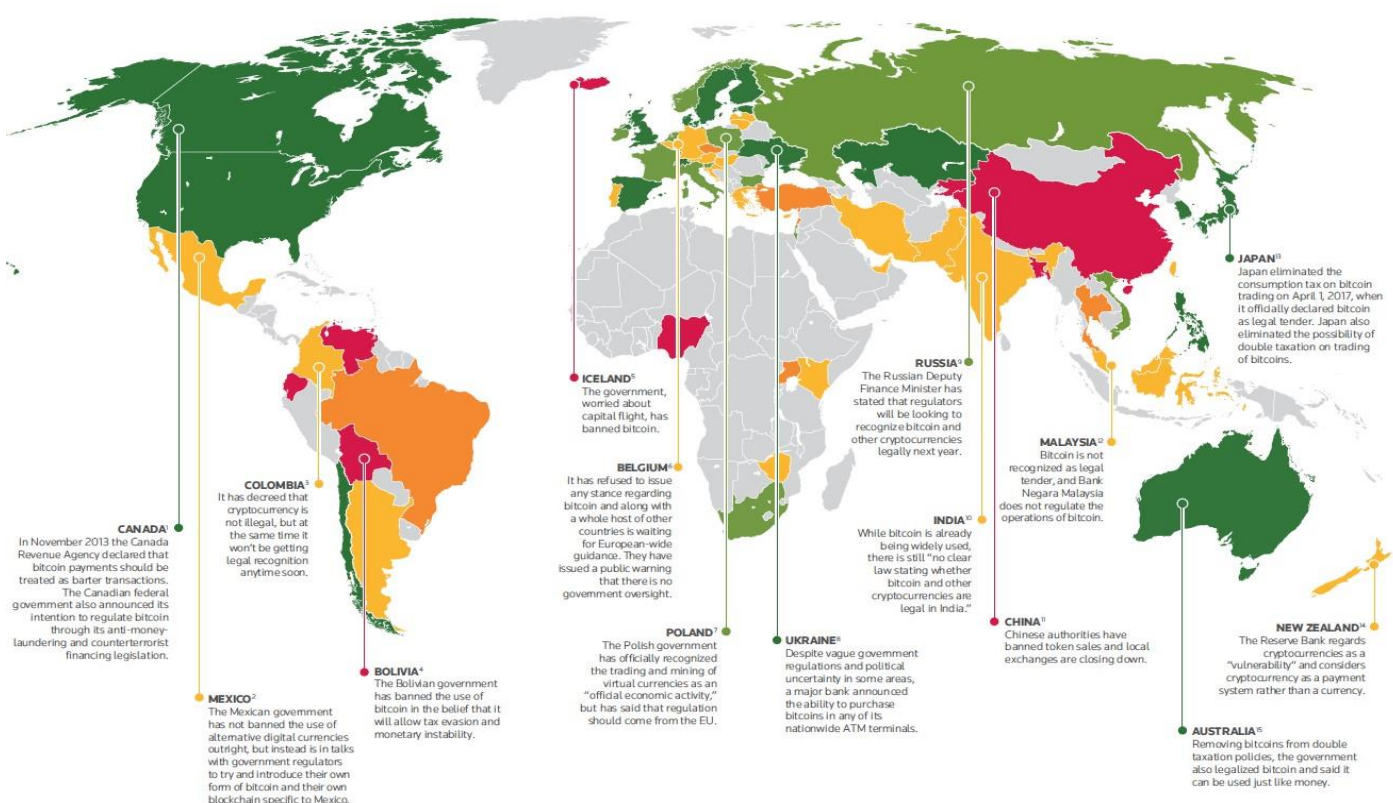 CANADA¹
In November 2013 the Canada
Revenue Agency declared that
bitcoin payments should be
treated as barter transactions.
The Canadian federal
government also announced its
intention to regulate bitcoin
through its anti-money-
laundering and counterterrorist
financing legislation.
MEXICO²
The Mexican government
has not banned the use of
alternative digital currencies
outright, but instead is in talks
with government regulators
to try and introduce their own
form of bitcoin and their own
blockchain specific to Mexico.
COLOMBIA³
It has decreed that
cryptocurrency is
not illegal, but at
the same time it
won't be getting
legal recognition
anytime soon.
BOLIVIA⁴
The Bolivian government
has banned the use of
bitcoin in the belief that it
will allow tax evasion and
monetary instability.
ICELAND⁵
The government,
worried about
capital flight, has
banned bitcoin.
BELGIUM⁶
It has refused to issue
any stance regarding
bitcoin and along with
a whole host of other
countries is waiting
for European-wide
guidance. They have
issued a public warning
that there is no
government oversight.
POLAND⁷
The Polish government
has officially recognized
the trading and mining of
virtual currencies as an
"official economic activity,"
but has said that regulation
should come from the EU.
UKRAINE⁸
Despite vague government
regulations and political
uncertainty in some areas,
a major bank announced
the ability to purchase
bitcoins in any of its
nationwide ATM terminals.
RUSSIA⁹
The Russian Deputy
Finance Minister has
stated that regulators
will be looking to
recognize bitcoin and
other cryptocurrencies
legally next year.
INDIA¹⁰
While bitcoin is already
being widely used,
there is still "no clear
law stating whether
bitcoin and other
cryptocurrencies are
legal in India."
CHINA¹¹
Chinese authorities have
banned token sales and local
exchanges are closing down.
MALAYSIA¹²
Bitcoin is not
recognized as legal
tender, and Bank
Negara Malaysia
does not regulate the
operations of bitcoin.
JAPAN¹³
Japan eliminated the
consumption tax on bitcoin
trading on April 1, 2017, when
it officially declared bitcoin
as legal tender. Japan also
eliminated the possibility of
double taxation on trading
of bitcoins.
NEW ZEALAND¹⁴
The Reserve Bank regards
cryptocurrencies as a
"vulnerability" and considers
cryptocurrency as a payment
system rather than a currency.
AUSTRALIA¹⁵
Removing bitcoins from double
taxation policies, the government
also legalized bitcoin and said it
can be used just like money.